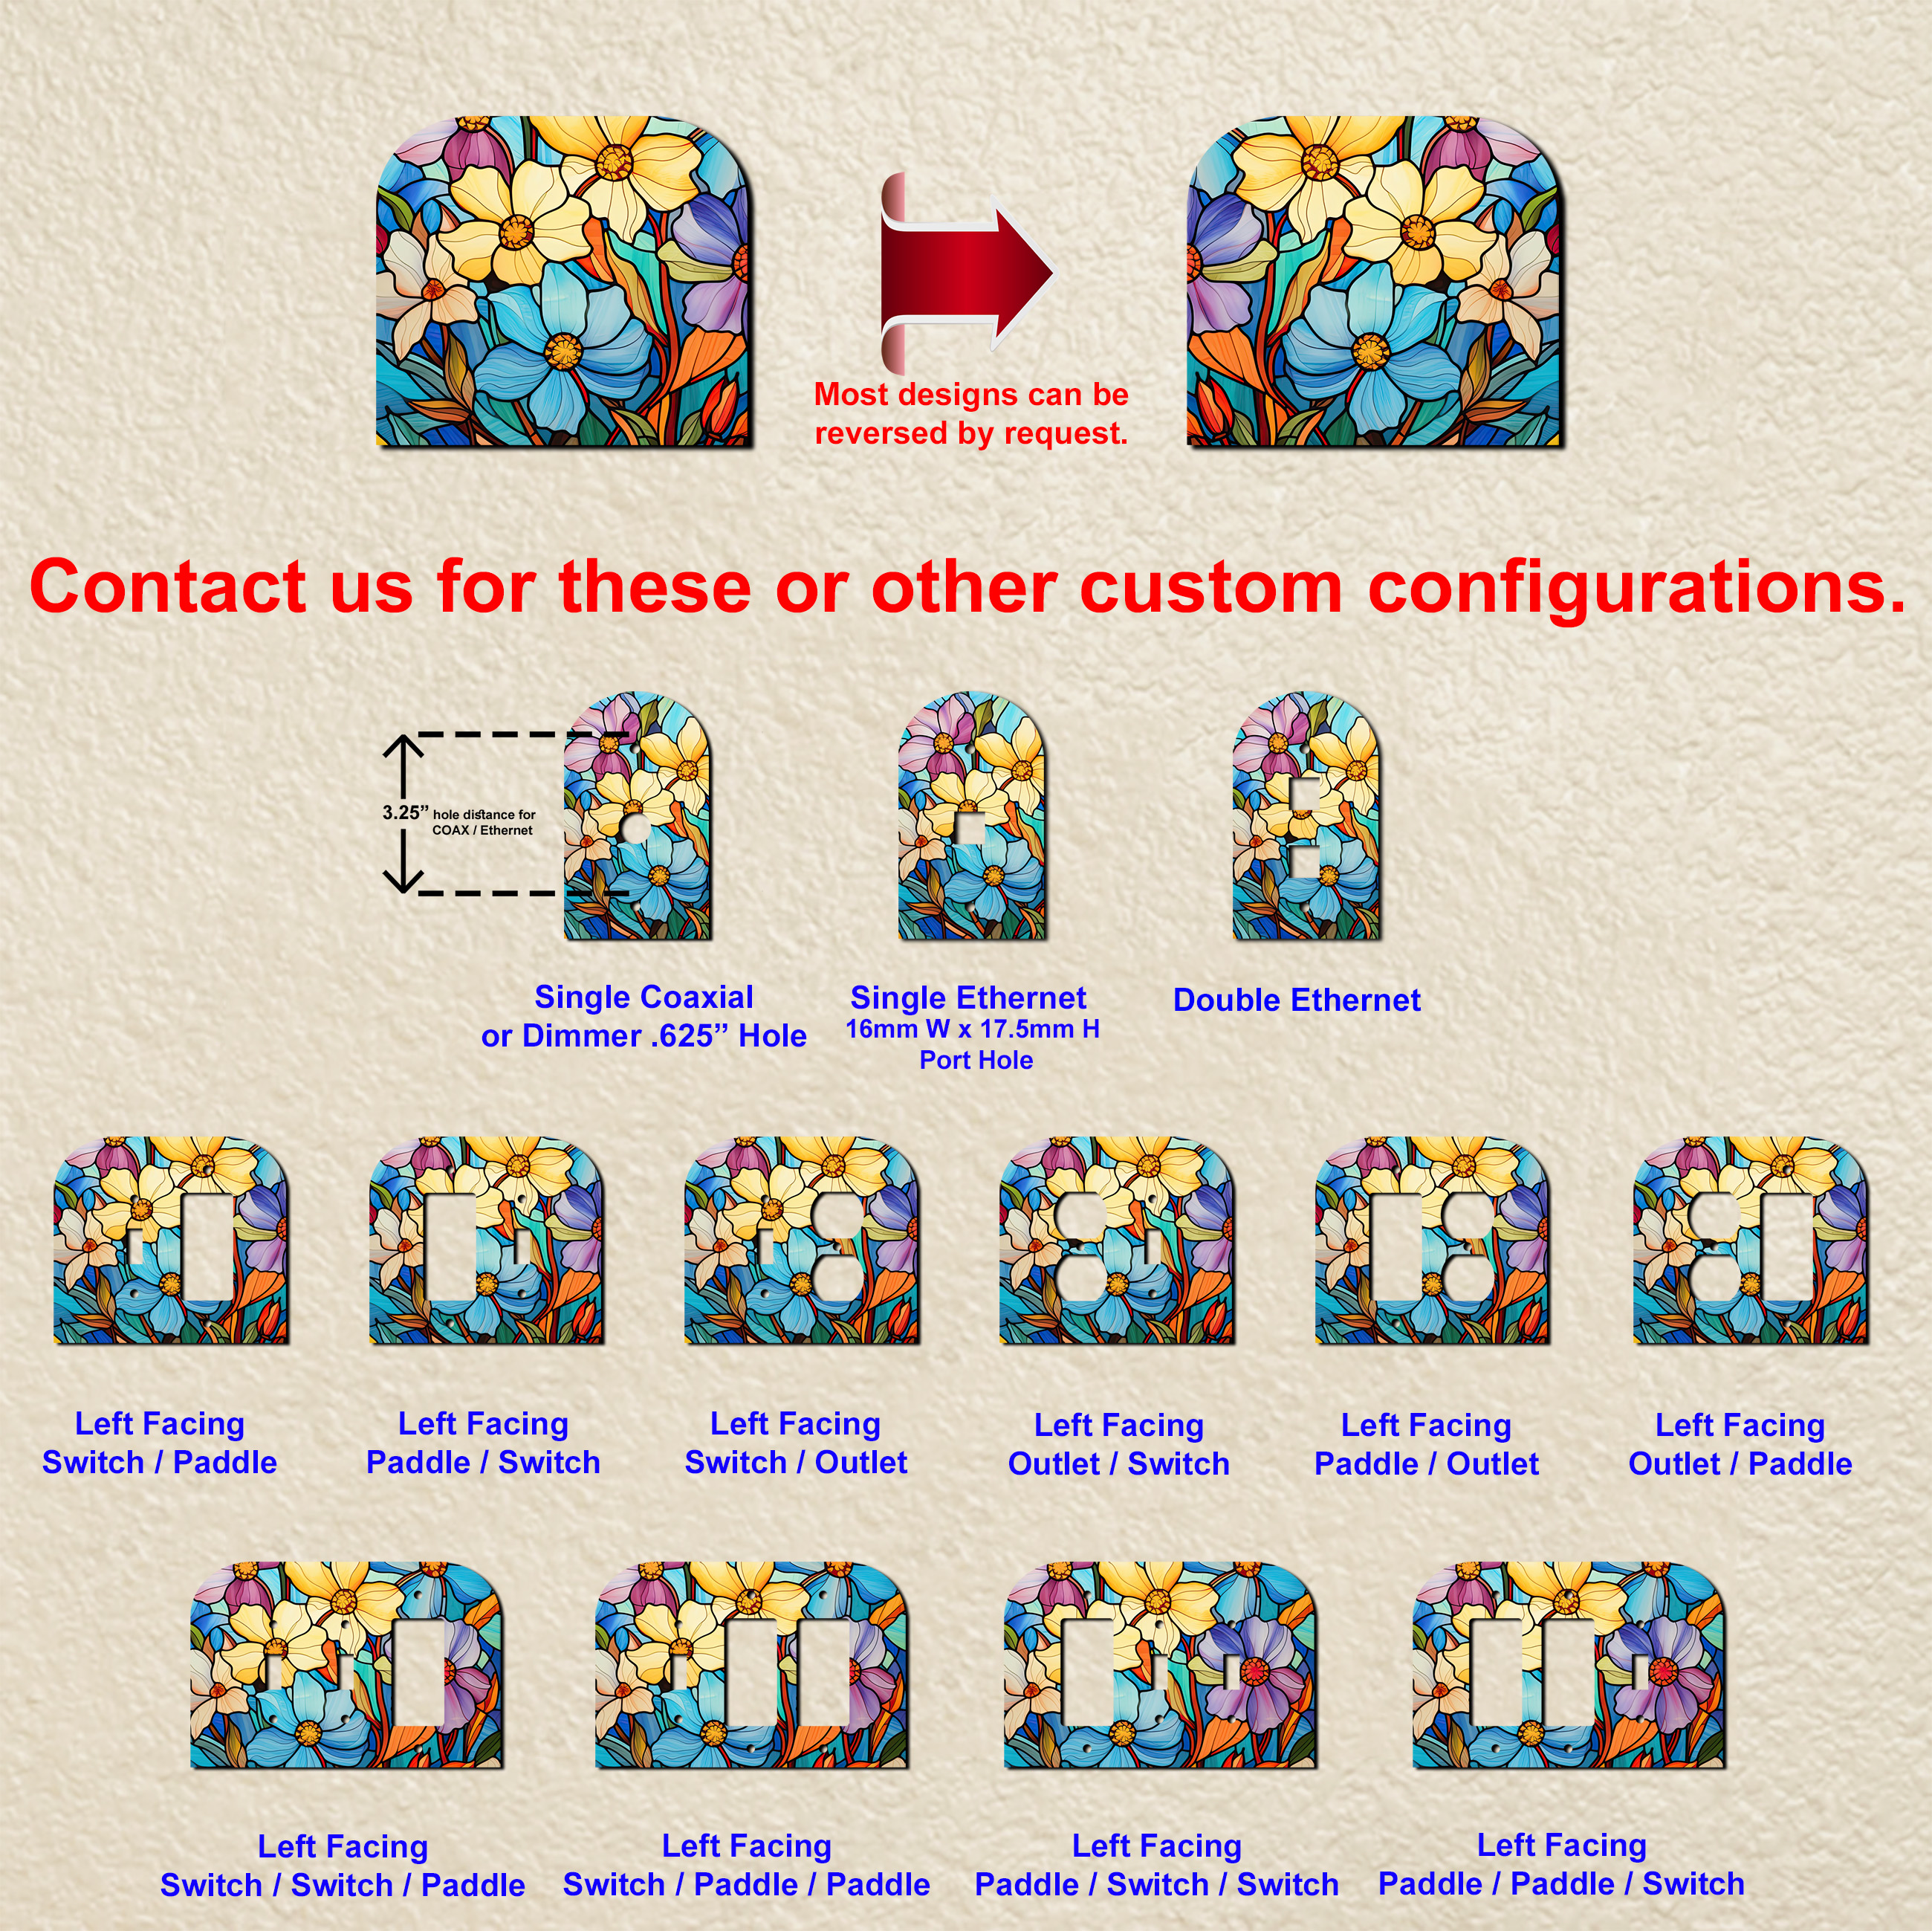 Most designs can be
reversed by request.
Contact us for these or other custom configurations.
3.25” hole distance for
COAX / Ethernet
Single Coaxial
or Dimmer .625” Hole
Single Ethernet
16mm W x 17.5mm H
Port Hole
Double Ethernet
Left Facing
Switch / Paddle
Left Facing
Paddle / Switch
Left Facing
Switch / Outlet
Left Facing
Outlet / Switch
Left Facing
Paddle / Outlet
Left Facing
Outlet / Paddle
Left Facing
Switch / Switch / Paddle
Left Facing
Switch / Paddle / Paddle
Left Facing
Paddle / Switch / Switch
Left Facing
Paddle / Paddle / Switch